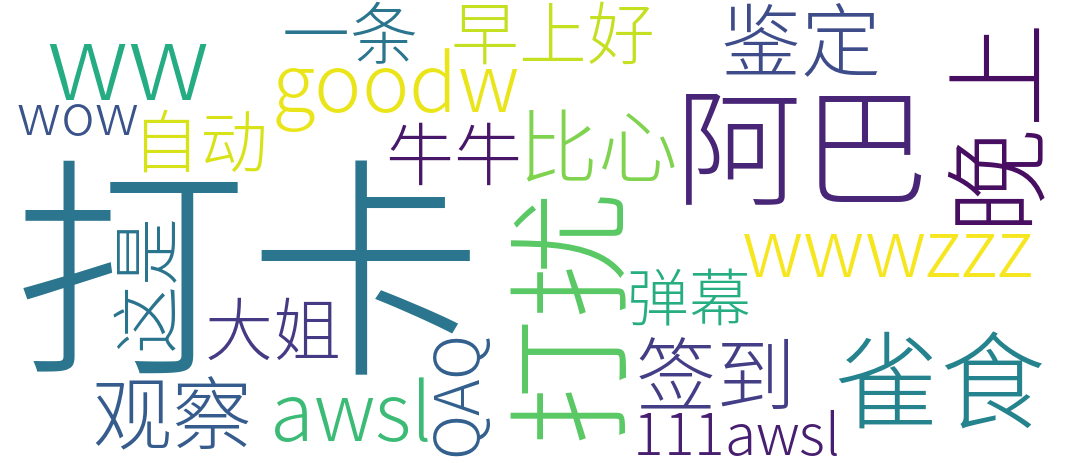 一条
早上好
鉴定
晚上
ww
goodw
wow
自动
牛牛
比心
阿巴
打卡
这是
打扰
wwwzzz
大姐
弹幕
QAQ
签到
雀食
观察
awsl
111awsl